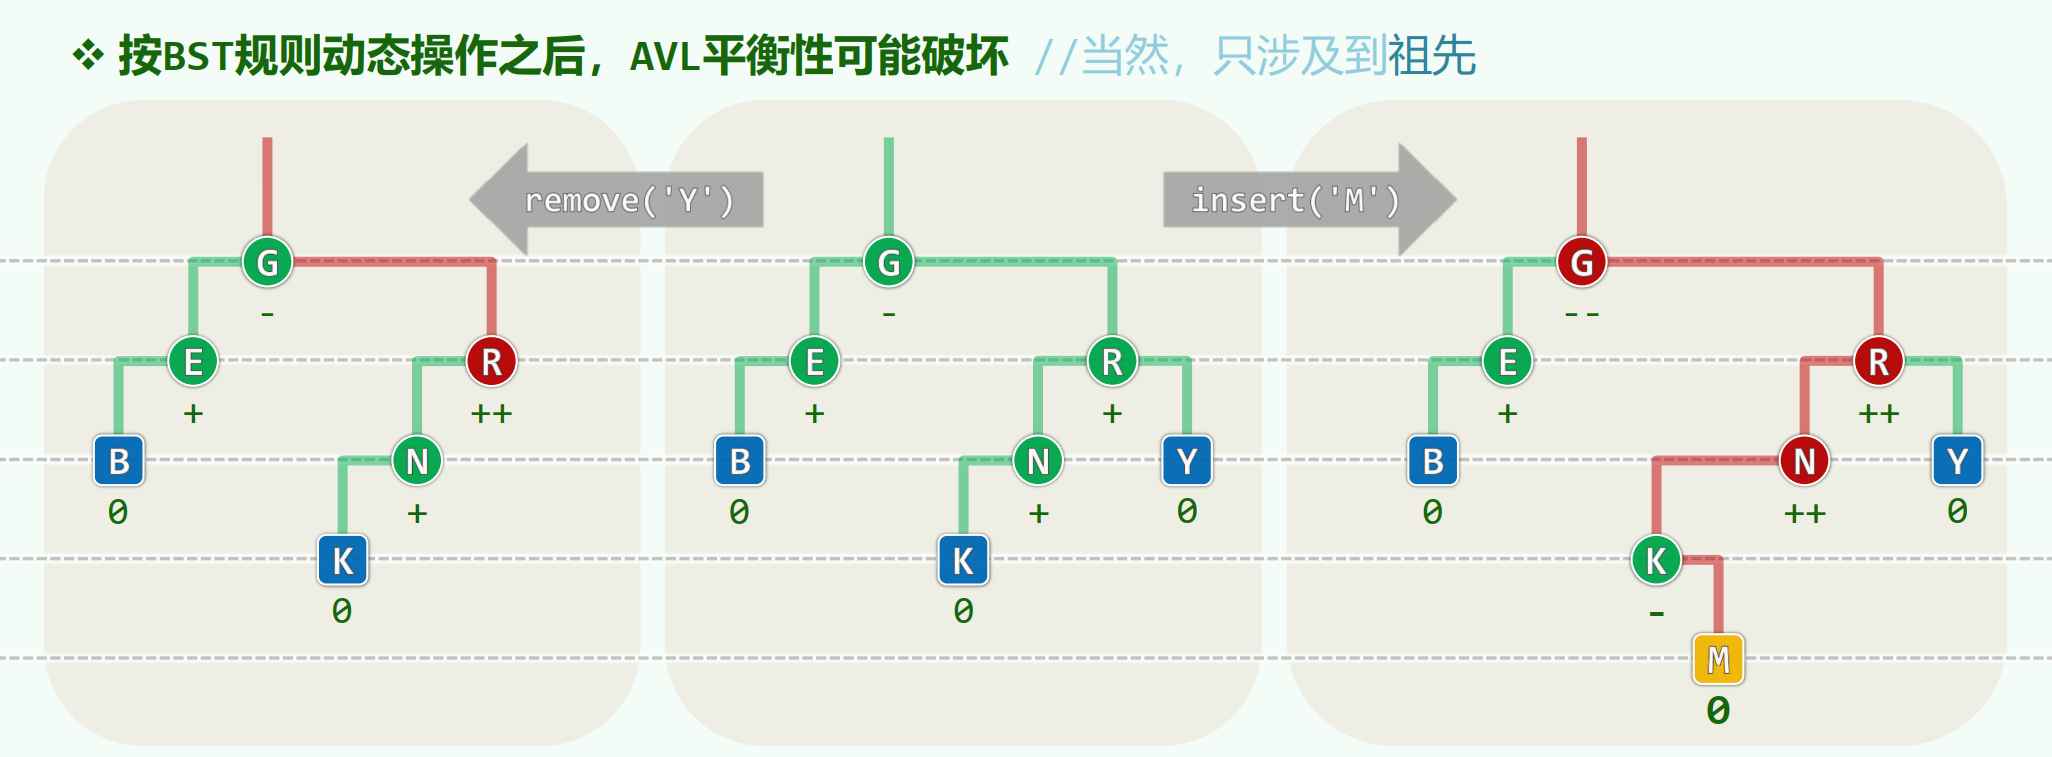 ❖ 按BST规则动态操作之后，AVL平衡性可能破坏 //当然，只涉及到祖先
remove('Y') insert('M')
G G G
- - --
E R E R E R
+ ++ + + + ++
B N B N Y B N Y
0 + 0 + 0 0 ++ 0
K K K
0 0 -
M
0